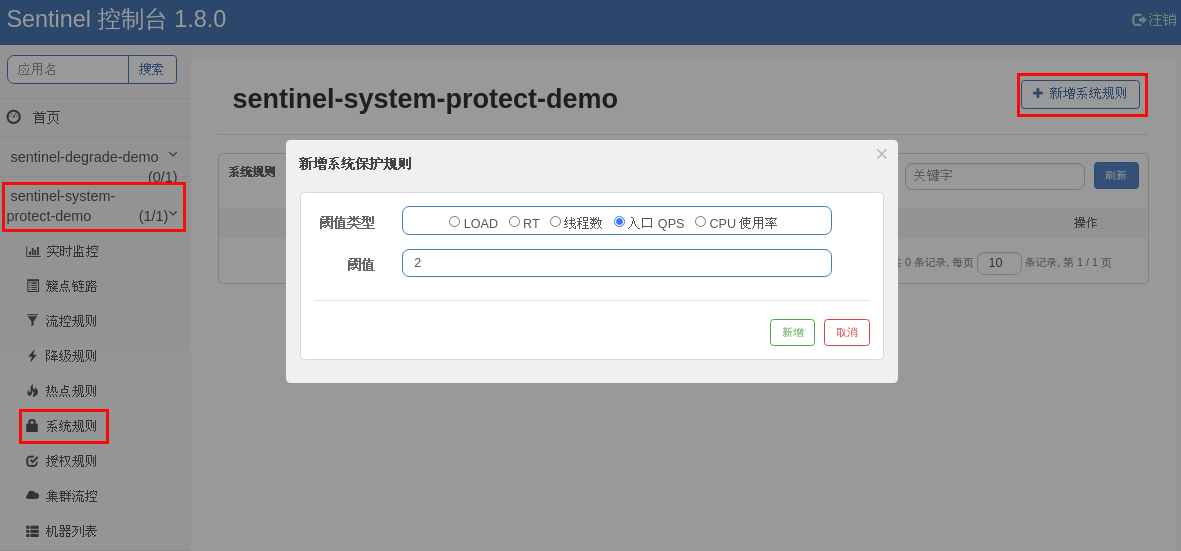 Sentinel 控制台 1.8.0
注销
应用名 搜索
首页
sentinel-degrade-demo
(0/1)
sentinel-system-
protect-demo (1/1)
实时监控
簇点链路
流控规则
降级规则
热点规则
系统规则
授权规则
集群流控
机器列表
sentinel-system-protect-demo
新增系统规则
系统规则
关键字 刷新
操作
0 条记录, 每页 10 条记录, 第 1 / 1 页
新增系统保护规则
阈值类型 LOAD RT 线程数 入口 QPS CPU 使用率
阈值 2
新增 取消